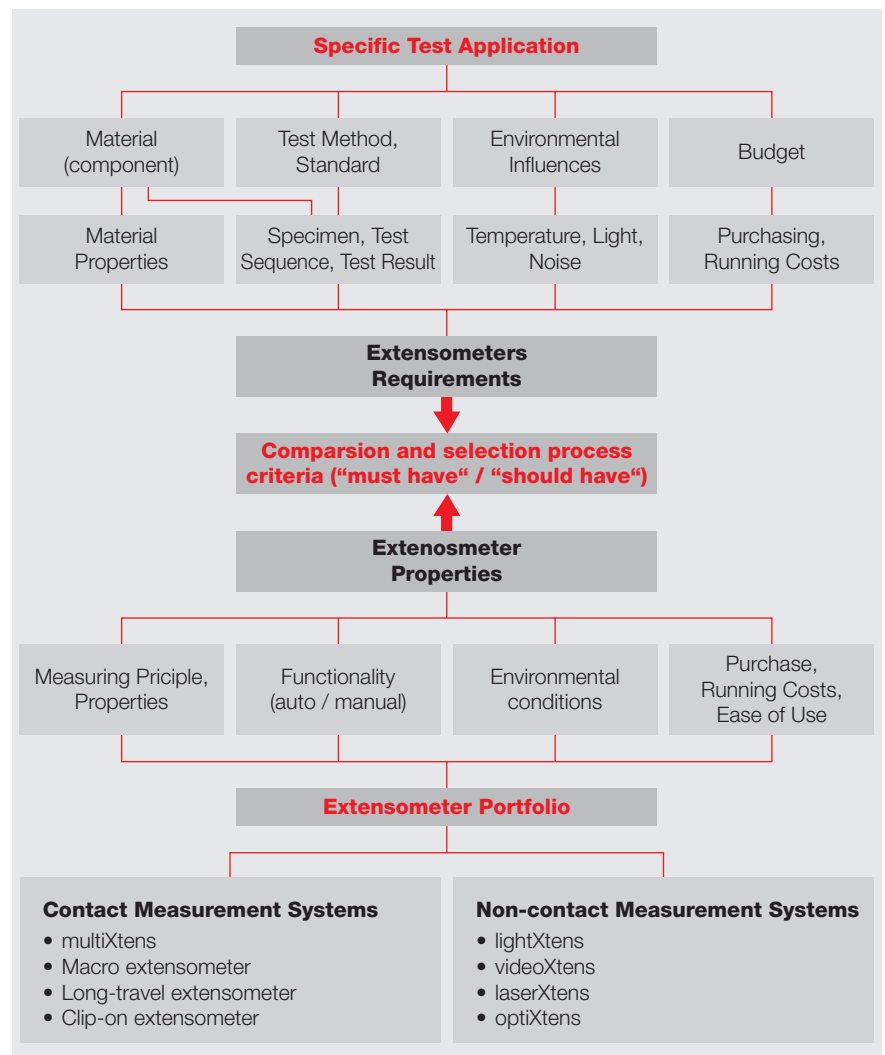 Specific Test Application
Material
(component)
Test Method,
Standard
Environmental
Influences
Budget
Material
Properties
Specimen, Test
Sequence, Test Result
Temperature, Light,
Noise
Purchasing,
Running Costs
Extensometers
Requirements
Comparsion and selection process
criteria (“must have“ / “should have“)
Extenosmeter
Properties
Measuring Priciple,
Properties
Functionality
(auto / manual)
Environmental
conditions
Purchase,
Running Costs,
Ease of Use
Extensometer Portfolio
Contact Measurement Systems
• multiXtens
• Macro extensometer
• Long-travel extensometer
• Clip-on extensometer
Non-contact Measurement Systems
• lightXtens
• videoXtens
• laserXtens
• optiXtens